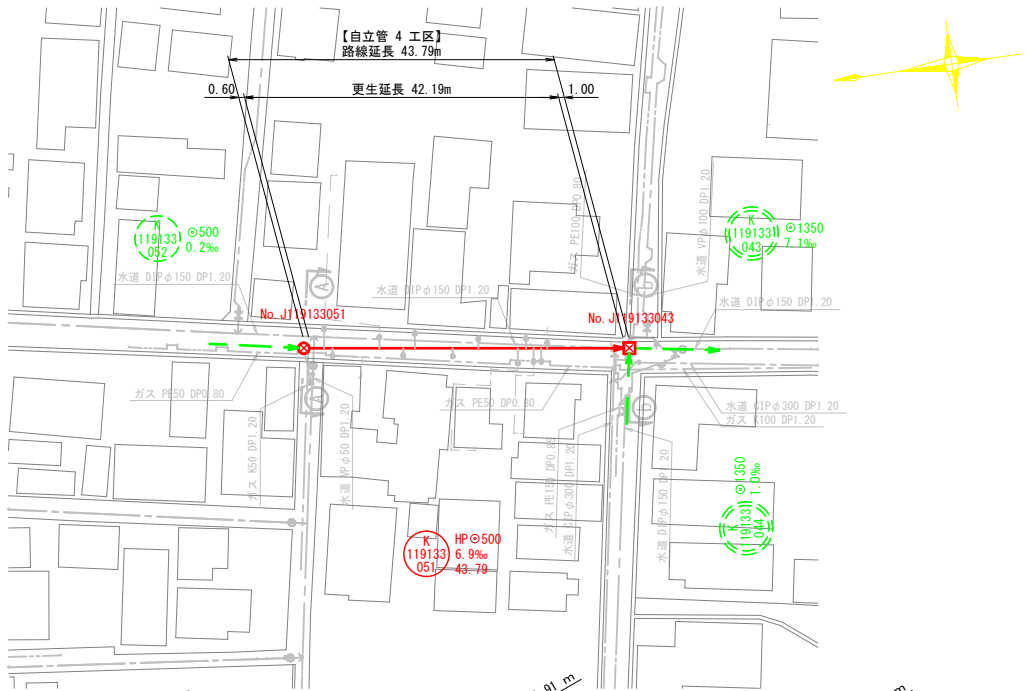 【自立管 4 工区】
路線延長 43.79m
0.60
更生延長 42.19m
1.00
K
119133
052
◎500
0.2‰
K
119133
043
◎1350
7.1‰
水道 DIPφ150 DP1.20
水道 DIPφ150 DP1.20
ガス PE100 DP0.80
水道 VPφ100 DP1.20
水道 DIPφ150 DP1.20
A
b
No. J119133051
No. J119133043
ガス PE50 DP0.80
ガス PE50 DP0.80
水道 CIPφ300 DP1.20
ガス K100 DP1.20
A
b
ガス K50 DP1.20
水道 VPφ50 DP1.20
ガス PE150 DP0.85
水道 CIPφ300 DP1.20
水道 DIPφ150 DP1.20
K
119133
044
◎1350
1.0‰
K
119133
051
HP◎500
6.9‰
43.79
91 m
m